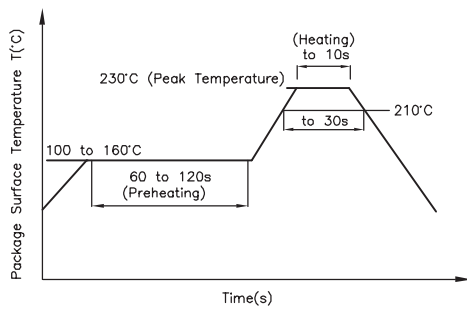 (Heating)
to 10s
230°C (Peak Temperature)
210°C
to 30s
100 to 160°C
60 to 120s
(Preheating)
Package Surface Temperature T(°C)
Time(s)